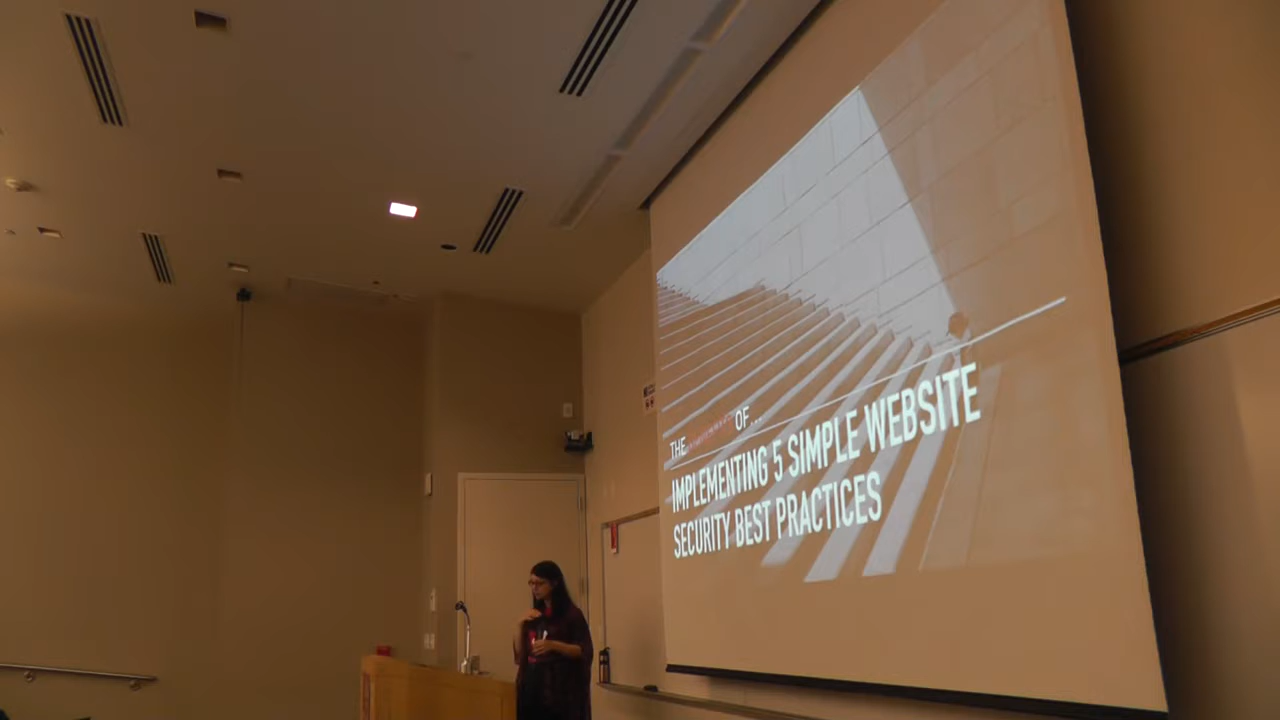 THE OF...
IMPLEMENTING 5 SIMPLE WEBSITE
SECURITY BEST PRACTICES